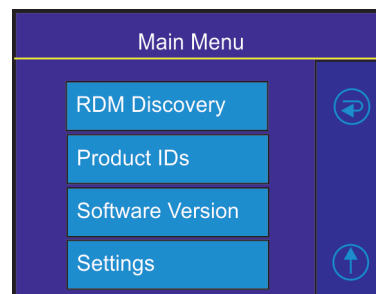 Main Menu
RDM Discovery
Product IDs
Software Version
Settings